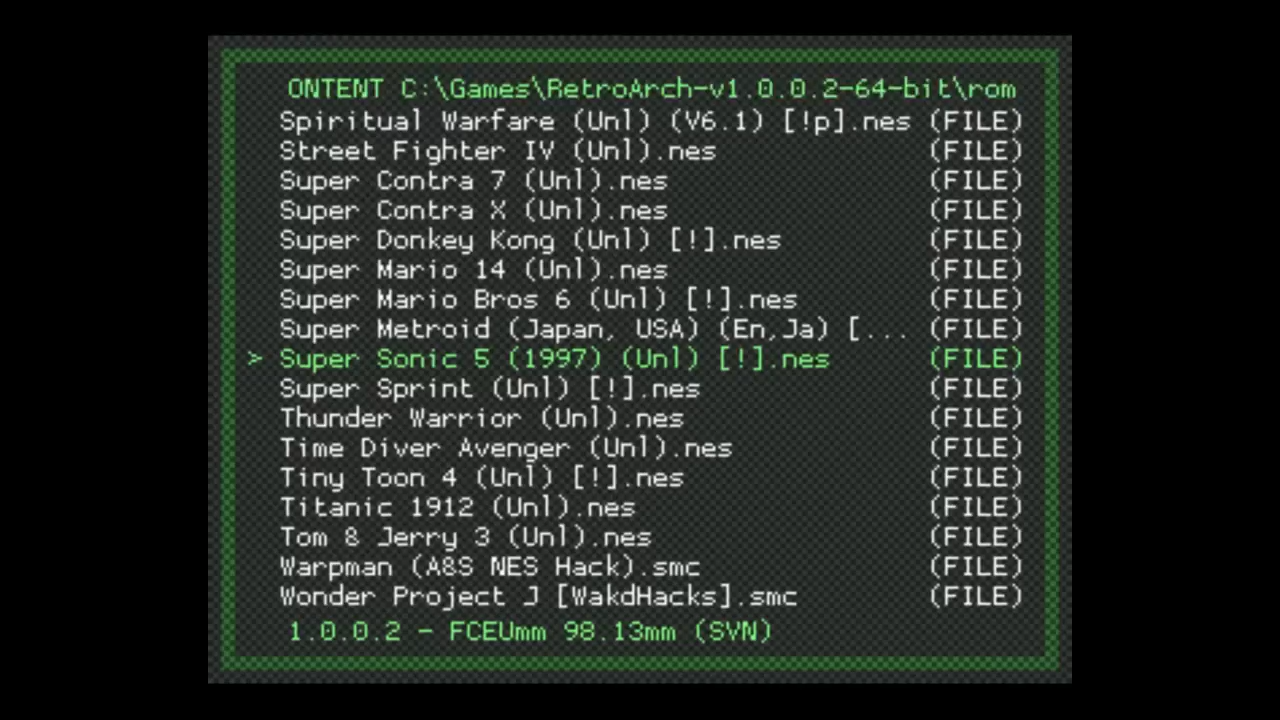 ONTENT C:\Games\RetroArch-v1.0.0.2-64-bit\rom
Spiritual Warfare (Unl) (V6.1) [!p].nes (FILE)
Street Fighter IV (Unl).nes (FILE)
Super Contra 7 (Unl).nes (FILE)
Super Contra X (Unl).nes (FILE)
Super Donkey Kong (Unl) [!].nes (FILE)
Super Mario 14 (Unl).nes (FILE)
Super Mario Bros 6 (Unl) [!].nes (FILE)
Super Metroid (Japan, USA) (En,Ja) [... (FILE)
> Super Sonic 5 (1997) (Unl) [!].nes (FILE)
Super Sprint (Unl) [!].nes (FILE)
Thunder Warrior (Unl).nes (FILE)
Time Diver Avenger (Unl).nes (FILE)
Tiny Toon 4 (Unl) [!].nes (FILE)
Titanic 1912 (Unl).nes (FILE)
Tom & Jerry 3 (Unl).nes (FILE)
Warpman (A&S NES Hack).smc (FILE)
Wonder Project J [WakdHacks].smc (FILE)
1.0.0.2 - FCEUmm 98.13mm (SVN)